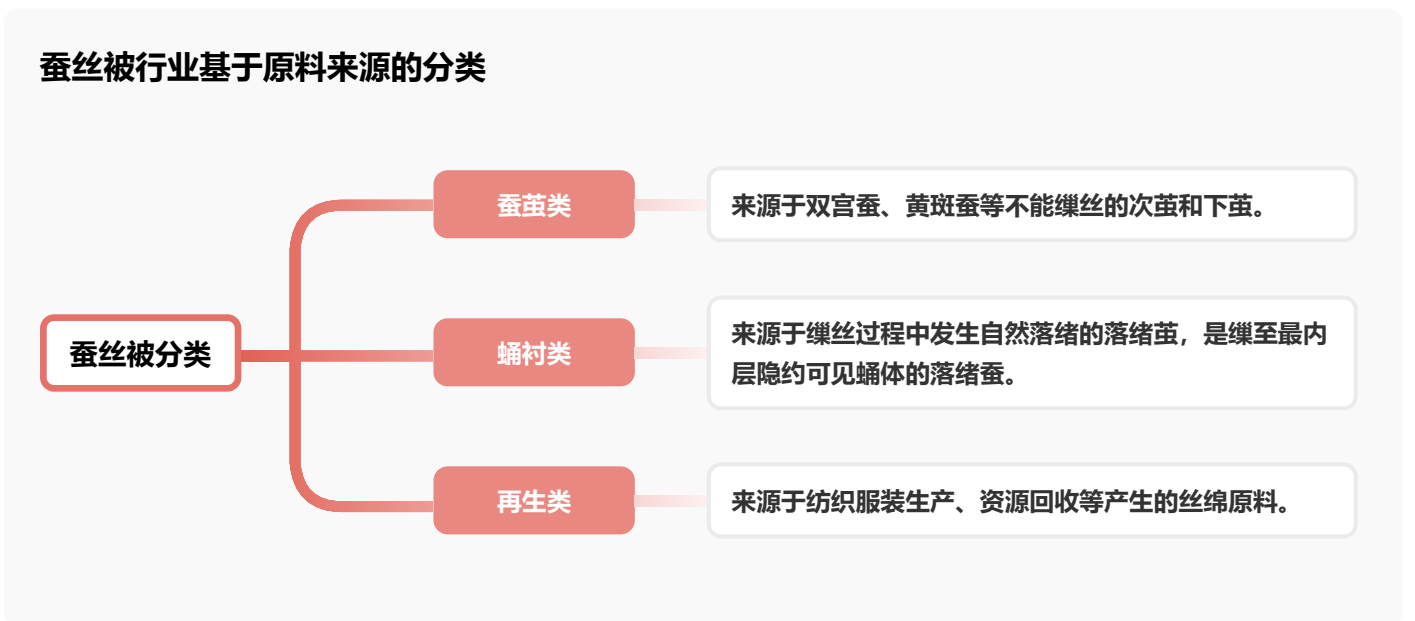 蚕丝被行业基于原料来源的分类
蚕茧类
来源于双宫蚕、黄斑蚕等不能缫丝的次茧和下茧。
蚕丝被分类
蛹衬类
来源于缫丝过程中发生自然落绪的落绪茧，是缫至最内
层隐约可见蛹体的落绪蚕。
再生类
来源于纺织服装生产、资源回收等产生的丝绵原料。